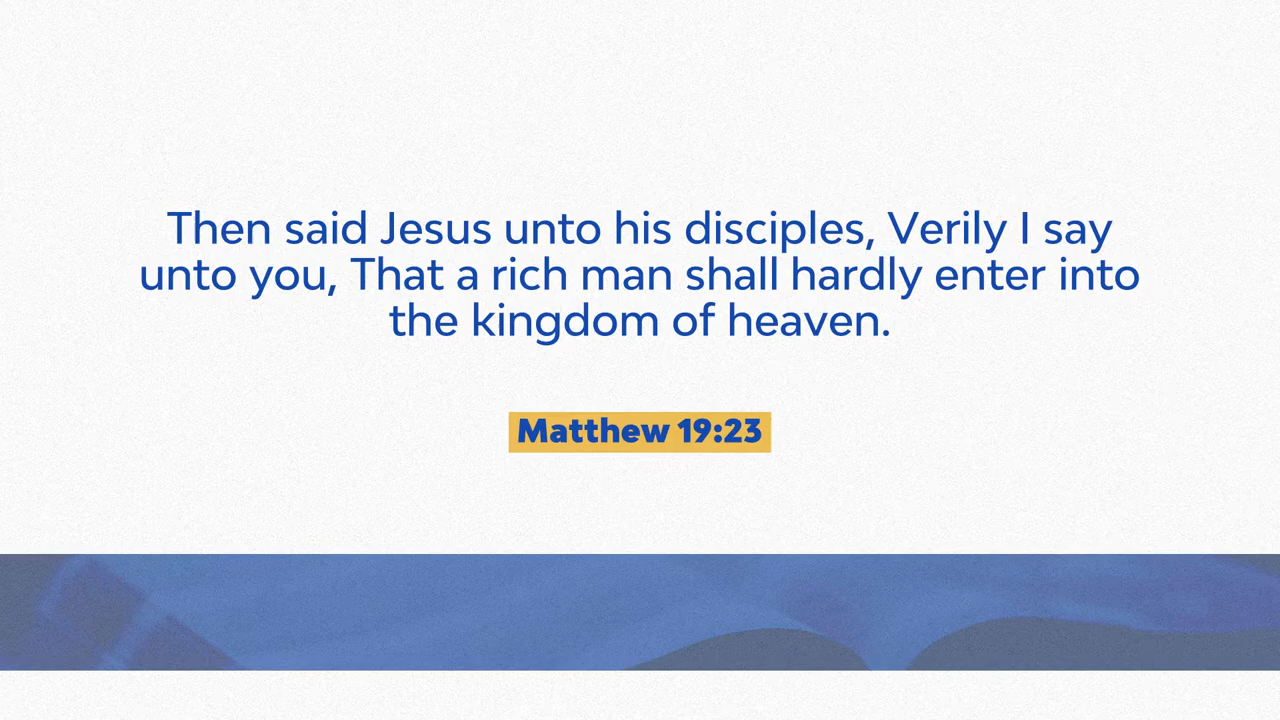 Then said Jesus unto his disciples, Verily I say
unto you, That a rich man shall hardly enter into
the kingdom of heaven.
Matthew 19:23